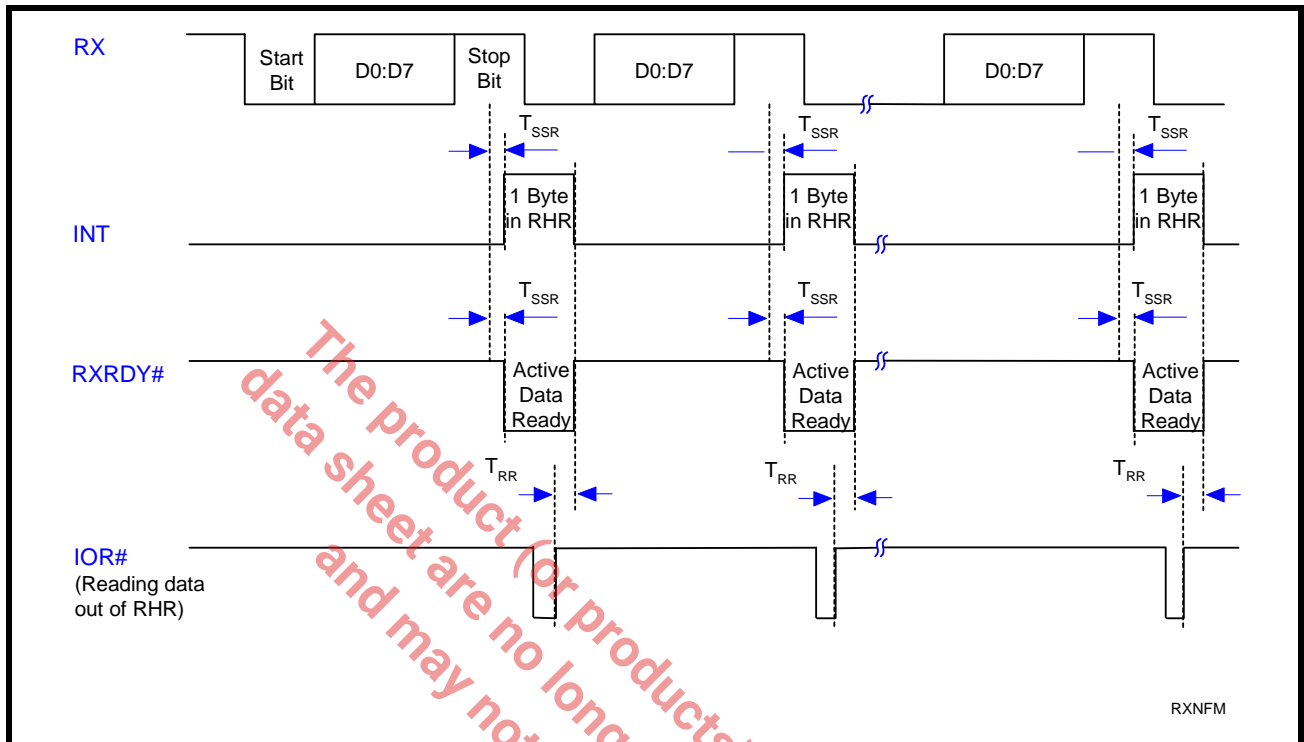 RX
Start
Bit
D0:D7
Stop
Bit
D0:D7
D0:D7
TSSR
TSSR
TSSR
INT
1 Byte
in RHR
1 Byte
in RHR
1 Byte
in RHR
TSSR
TSSR
TSSR
RXRDY#
Active
Data
Ready
Active
Data
Ready
Active
Data
Ready
TRR
TRR
TRR
IOR#
(Reading data
out of RHR)
RXNFM
The product (or products)
data sheet are no long
and may not